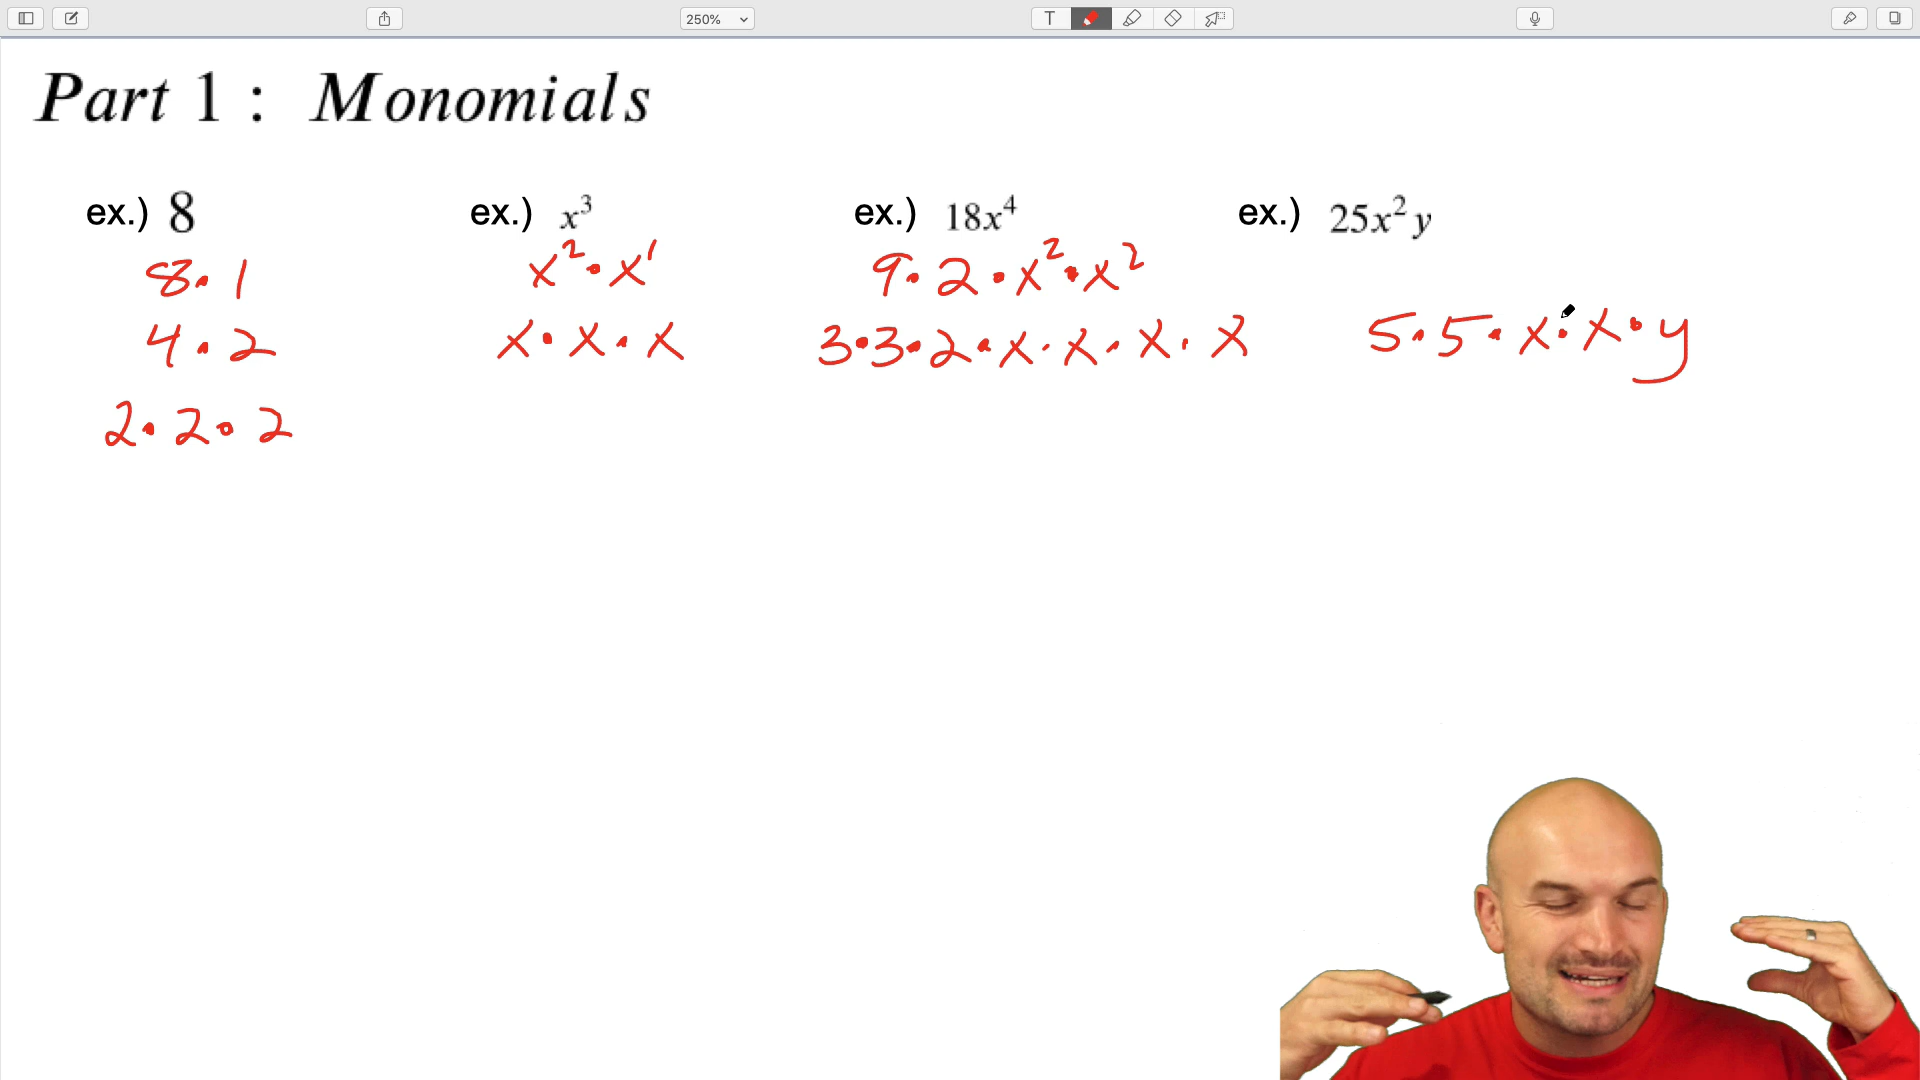 250%
T
Part 1 : Monomials
ex.) 8
8 · 1
4 · 2
2 · 2 · 2
ex.) x³
x² · x¹
x · x · x
ex.) 18x⁴
9 · 2 · x² · x²
3 · 3 · 2 · x · x · x · x
ex.) 25x²y
5 · 5 · x · x · y